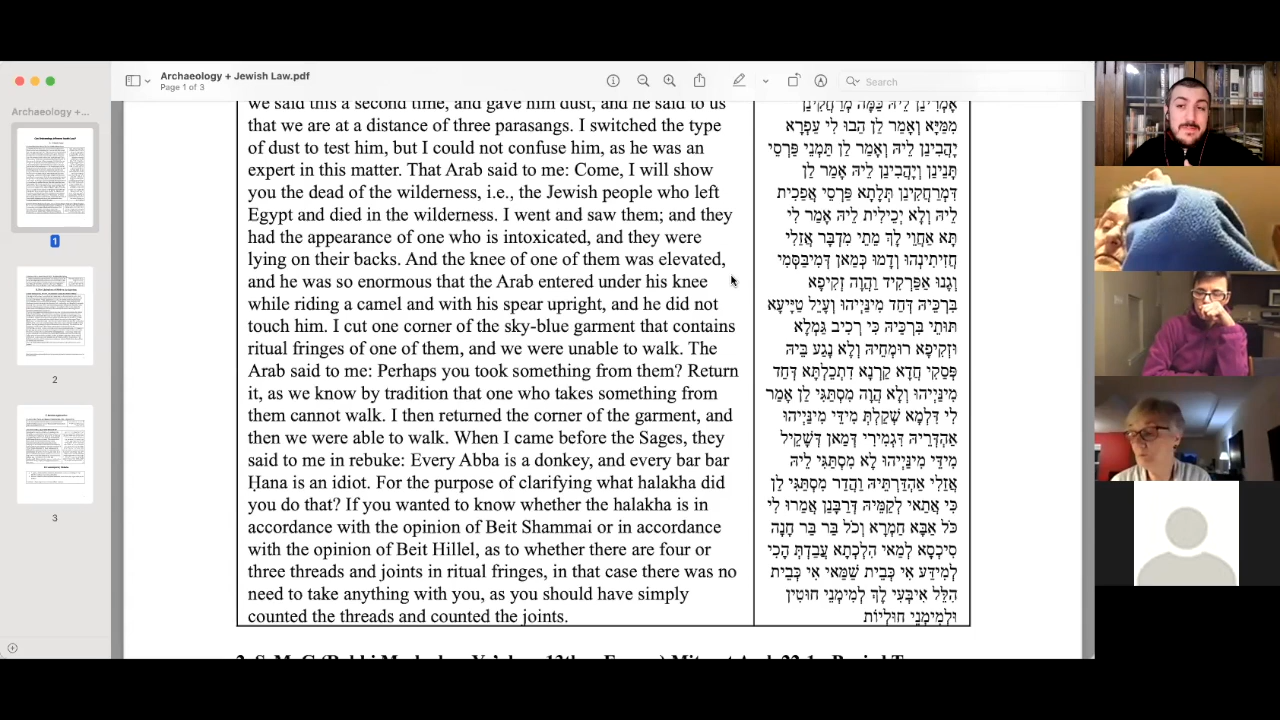 Archaeology + Jewish Law.pdf
Page 1 of 3
Search
Archaeology +...
1
2
3
we said this a second time, and gave him dust, and he said to us
that we are at a distance of three parasangs. I switched the type
of dust to test him, but I could not confuse him, as he was an
expert in this matter. That Arab said to me: Come, I will show
you the dead of the wilderness, i.e., the Jewish people who left
Egypt and died in the wilderness. I went and saw them; and they
had the appearance of one who is intoxicated, and they were
lying on their backs. And the knee of one of them was elevated,
and he was so enormous that the Arab entered under his knee
while riding a camel and with his spear upright, and he did not
touch him. I cut one corner of the sky-blue garment that contains
ritual fringes of one of them, and we were unable to walk. The
Arab said to me: Perhaps you took something from them? Return
it, as we know by tradition that one who takes something from
them cannot walk. I then returned the corner of the garment, and
then we were able to walk. When I came before the Sages, they
said to me in rebuke: Every Abba is a donkey, and every bar bar
Ḥana is an idiot. For the purpose of clarifying what halakha did
you do that? If you wanted to know whether the halakha is in
accordance with the opinion of Beit Shammai or in accordance
with the opinion of Beit Hillel, as to whether there are four or
three threads and joints in ritual fringes, in that case there was no
need to take anything with you, as you should have simply
counted the threads and counted the joints.
אָמְרִינַן לֵיהּ כַּמָּה מְרַחֲקִינַן
מִמַּיָּא וְאָמַר לַן הַבוּ לִי עַפְרָא
יָהֲבִינַן לֵיהּ וְאָמַר לַן תְּמָנֵי פַּרְסֵי
תָּנֵינַן וְיָהֲבִינַן לֵיהּ אֲמַר לַן
דִּמְרַחֲקִינַן תְּלָתָא פַּרְסֵי אֲפַכִית
לֵיהּ וְלָא יְכֵילִית לֵיהּ אֲמַר לִי
תָּא אַחְוֵי לָךְ מֵתֵי מִדְבָּר אֲזַלִי
חֲזִיתִינְהוּ וְדָמוּ כְּמַאן דְּמִיבַּסְּמִי
וְגָנוּ אַפְּרַקִיד וַהֲוָה זְקִיפָא
בִּרְכֵּיהּ דְּחַד מִינַּיְיהוּ וְעָיֵיל טַיָּיעָא
תּוּתֵי בִּרְכֵּיהּ כִּי רְכִיב גַּמְלָא
וּזְקִיפָא רוּמְחֵיהּ וְלָא נְגַע בֵּיהּ
פְּסַקִי חֲדָא קַרְנָא דִתְכֵלְתָּא דְּחַד
מִינַּיְיהוּ וְלָא הֲוָה מִסְתַּגִּי לַן אֲמַר
לִי דִּלְמָא שָׁקְלַתְּ מִידֵּי מִינַּיְיהוּ
אַהְדְּרֵיהּ דִּגְמִירִי דְּמַאן דְּשָׁקֵיל
מִידֵּי מִינַּיְיהוּ לָא מִסְתַּגִּי לֵיהּ
אֲזַלִי אַהְדַּרְתֵּיהּ וַהֲדַר מִסְתַּגִּי לַן
כִּי אֲתַאי לְקַמֵּיהּ דְּרַבָּנַן אֲמַרוּ לִי
כֹּל אַבָּא חֲמָרָא וְכֹל בַּר בַּר חָנָה
סִיכְסָא לְמַאי הִלְכְתָא עֲבַדְתְּ הָכִי
לְמִידַּע אִי כְּבֵית שַׁמַּאי אִי כְּבֵית
הִלֵּל אִיבְּעִי לָךְ לְמִימְנֵי חוּטִין
וּלְמִימְנֵי חוּלְיוֹת